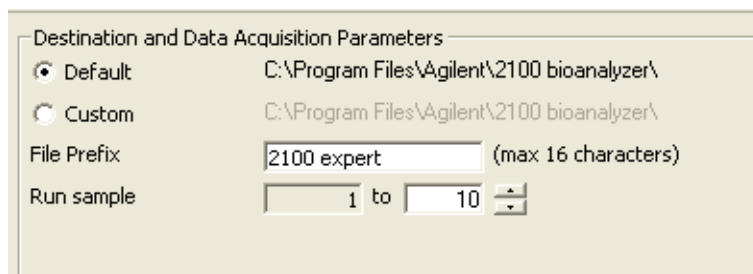 Destination and Data Acquisition Parameters
Default C:\Program Files\Agilent\2100 bioanalyzer\
Custom C:\Program Files\Agilent\2100 bioanalyzer\
File Prefix 2100 expert (max 16 characters)
Run sample 1 to 10